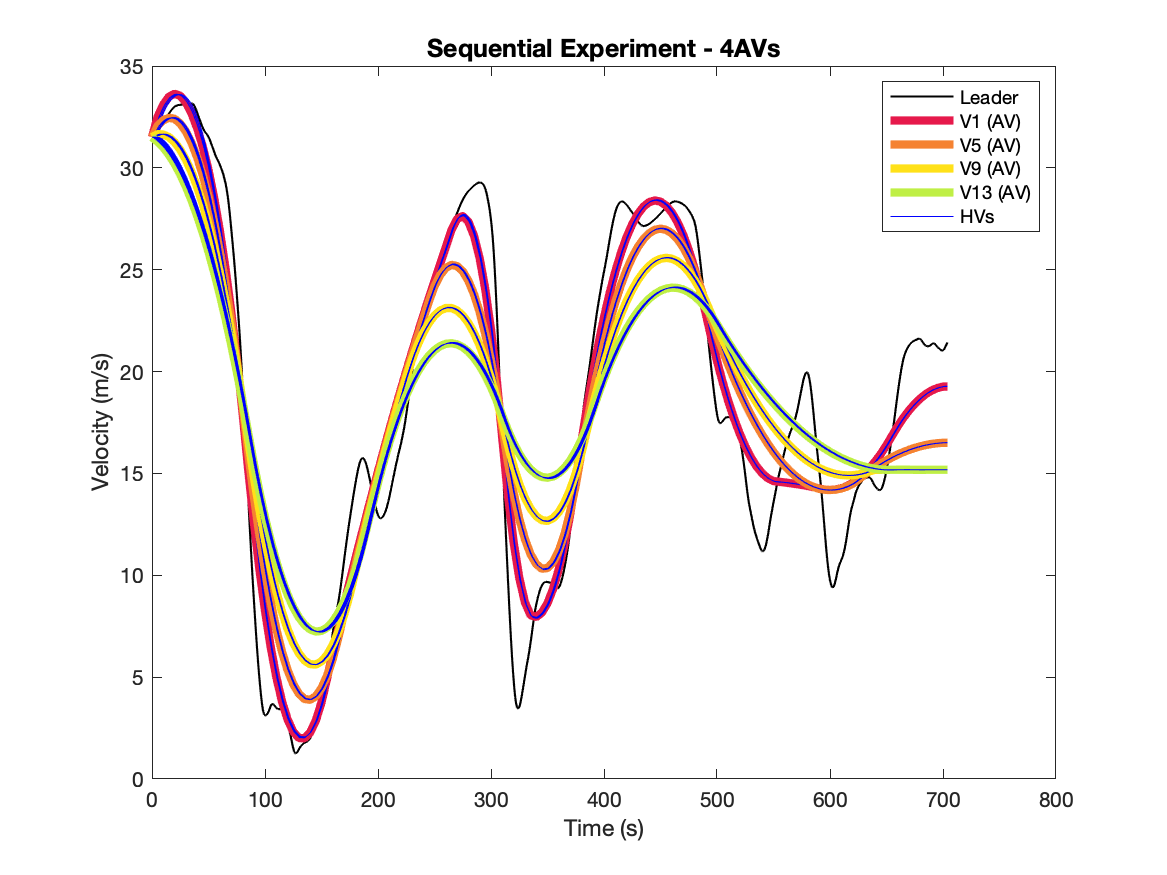 Sequential Experiment - 4AVs
35
30
25
20
15
10
5
0
Velocity (m/s)
0 100 200 300 400 500 600 700 800
Time (s)
Leader
V1 (AV)
V5 (AV)
V9 (AV)
V13 (AV)
HVs